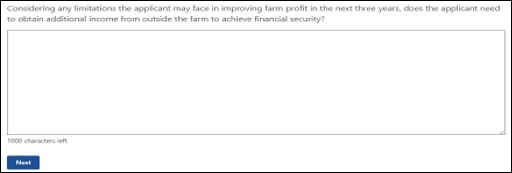 Considering any limitations the applicant may face in improving farm profit in the next three years, does the applicant need
to obtain additional income from outside the farm to achieve financial security?
1000 characters left
Next